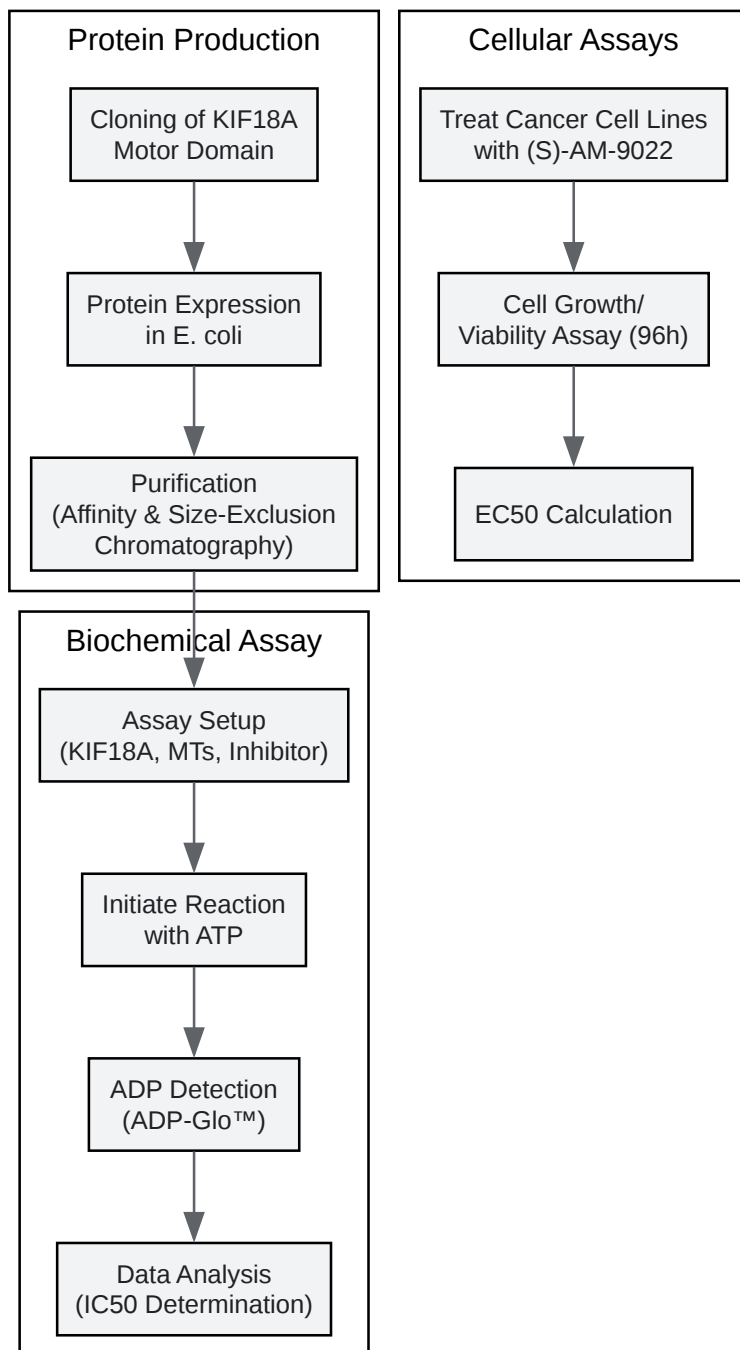 Protein Production
Cloning of KIF18A
Motor Domain
Protein Expression
in E. coli
Purification
(Affinity & Size-Exclusion
Chromatography)
Cellular Assays
Treat Cancer Cell Lines
with (S)-AM-9022
Cell Growth/
Viability Assay (96h)
EC50 Calculation
Biochemical Assay
Assay Setup
(KIF18A, MTs, Inhibitor)
Initiate Reaction
with ATP
ADP Detection
(ADP-Glo™)
Data Analysis
(IC50 Determination)